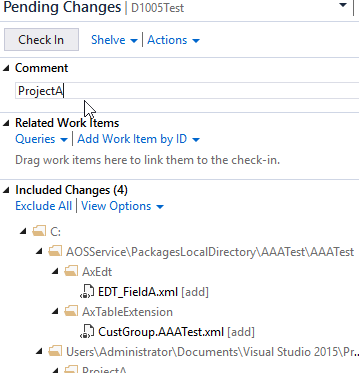 Pending Changes | D1005Test
Check In Shelve Actions
Comment
ProjectA
Related Work Items
Queries Add Work Item by ID
Drag work items here to link them to the check-in.
Included Changes (4)
Exclude All View Options
C:
AOSService\PackagesLocalDirectory\AAATest\AAATest
AxEdt
EDT_FieldA.xml [add]
AxTableExtension
CustGroup.AAATest.xml [add]
Users\Administrator\Documents\Visual Studio 2015\Pr...
ProjectA